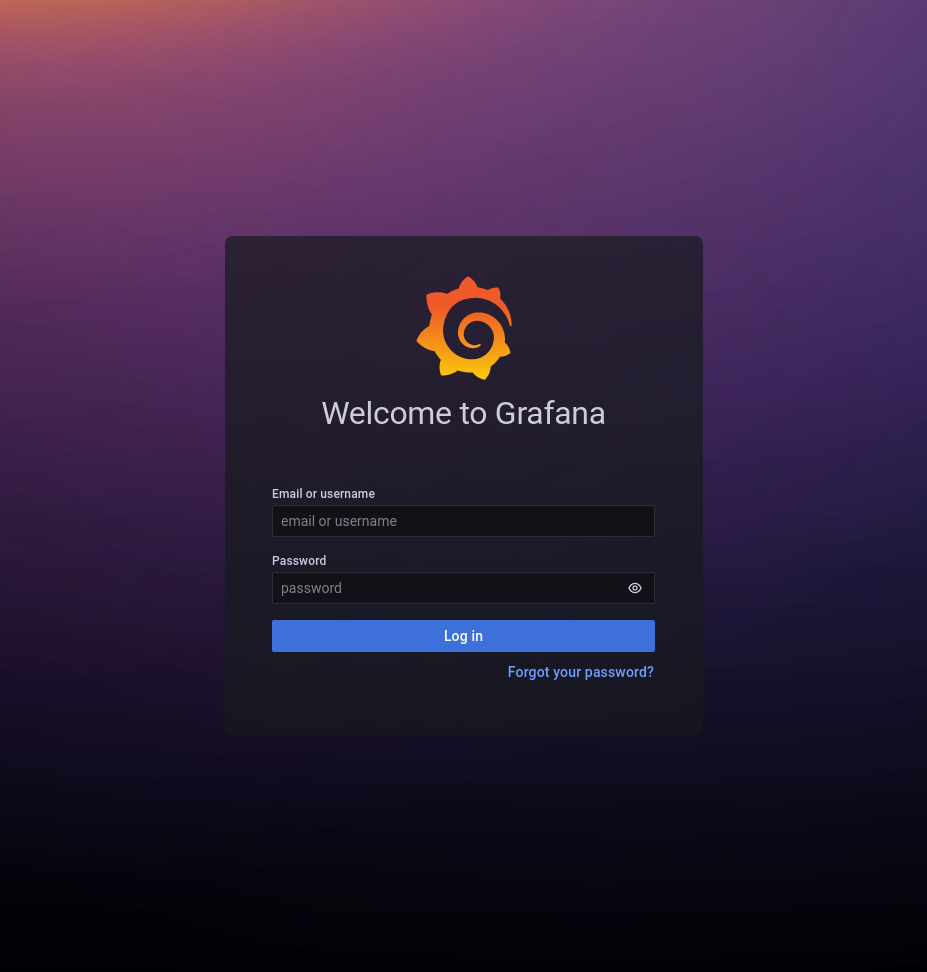 Welcome to Grafana
Email or username
email or username
Password
password
Log in
Forgot your password?